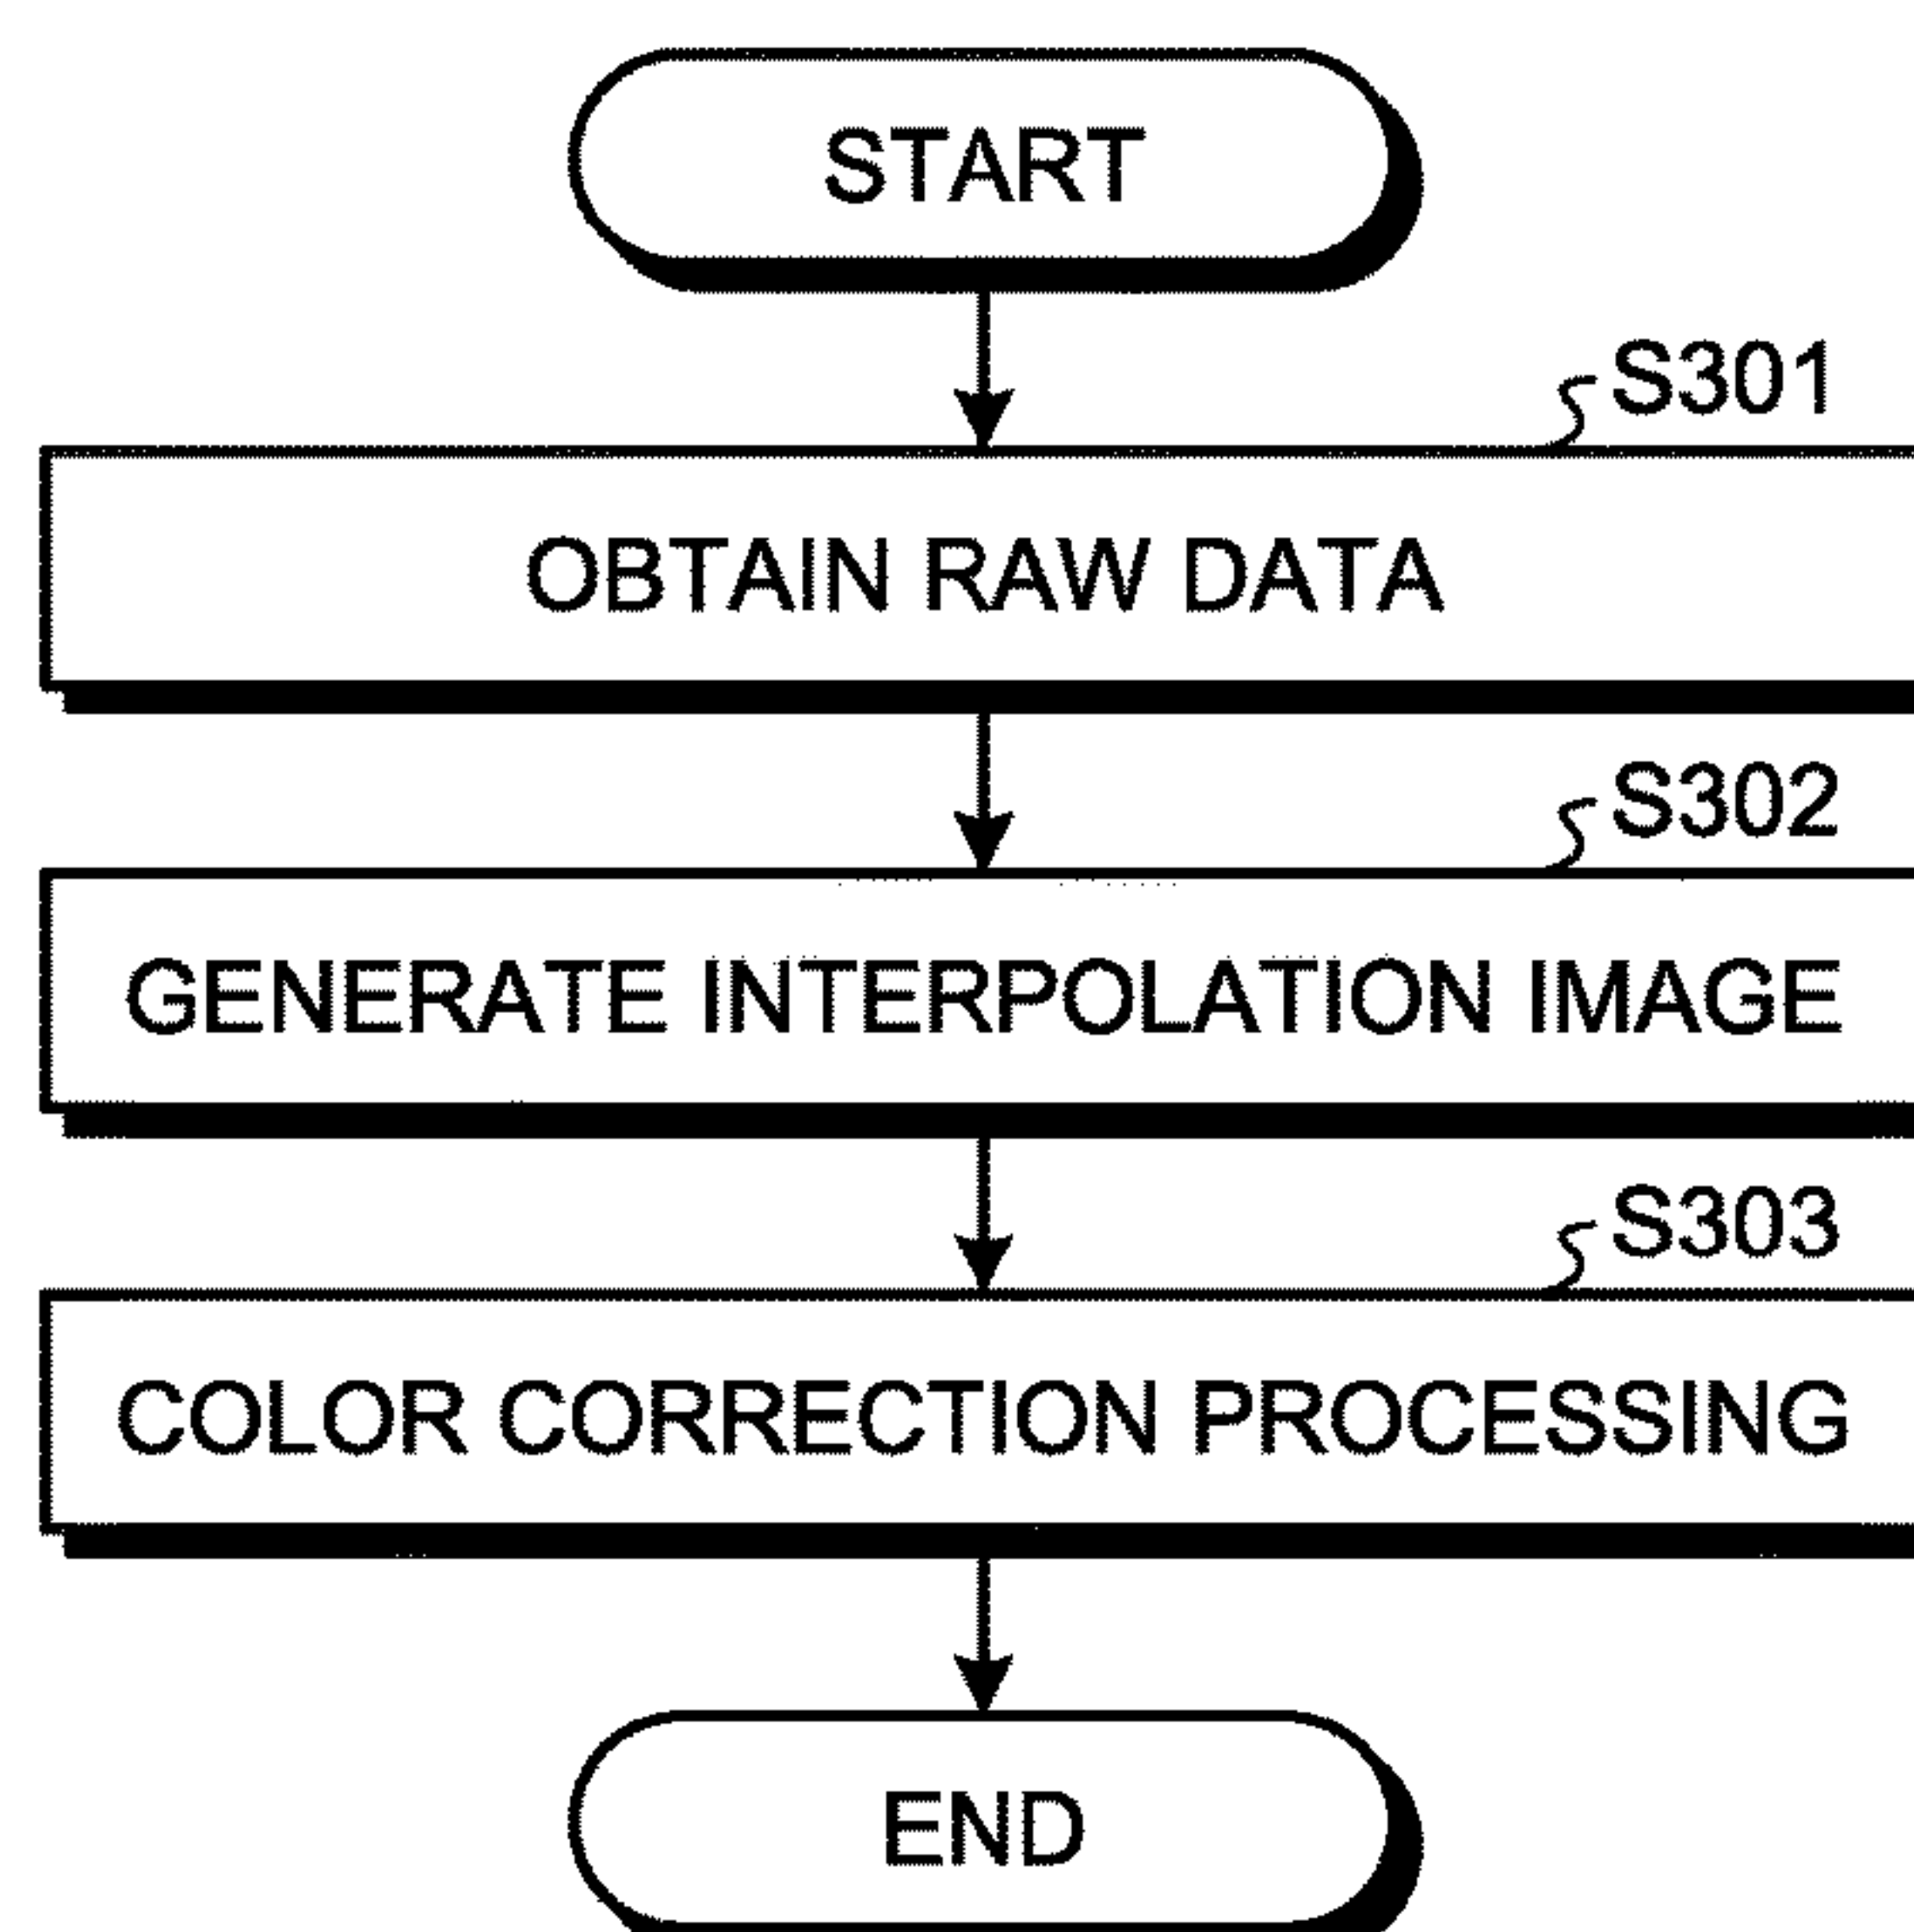 START
S301
OBTAIN RAW DATA
S302
GENERATE INTERPOLATION IMAGE
S303
COLOR CORRECTION PROCESSING
END